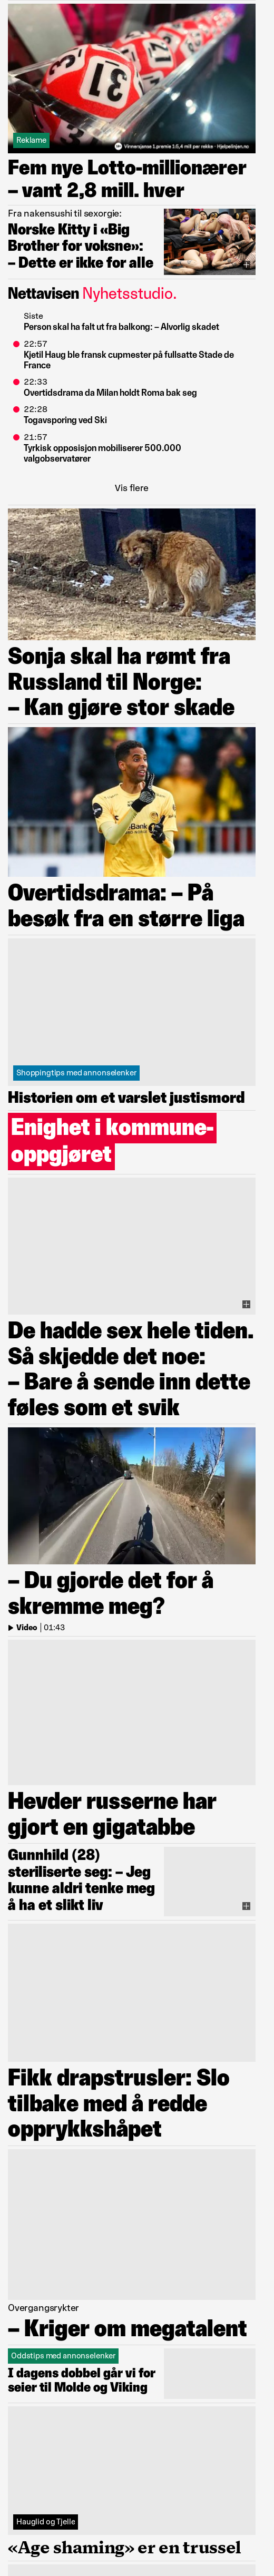 Reklame
Vinnersjanse 1.premie 1:5,4 mill per rekke - Hjelpelinjen.no
Fem nye Lotto-millionærer
– vant 2,8 mill. hver
Fra nakensushi til sexorgie:
Norske Kitty i «Big
Brother for voksne»:
– Dette er ikke for alle
Nettavisen Nyhetsstudio.
Siste
Person skal ha falt ut fra balkong: – Alvorlig skadet
22:57
Kjetil Haug ble fransk cupmester på fullsatte Stade de
France
22:33
Overtidsdrama da Milan holdt Roma bak seg
22:28
Togavsporing ved Ski
21:57
Tyrkisk opposisjon mobiliserer 500.000
valgobservatører
Vis flere
Sonja skal ha rømt fra
Russland til Norge:
– Kan gjøre stor skade
Overtidsdrama: – På
besøk fra en større liga
Shoppingtips med annonselenker
Historien om et varslet justismord
Enighet i kommune-
oppgjøret
De hadde sex hele tiden.
Så skjedde det noe:
– Bare å sende inn dette
føles som et svik
– Du gjorde det for å
skremme meg?
Video | 01:43
Hevder russerne har
gjort en gigatabbe
Gunnhild (28)
steriliserte seg: – Jeg
kunne aldri tenke meg
å ha et slikt liv
Fikk drapstrusler: Slo
tilbake med å redde
opprykkshåpet
Overgangsrykter
– Kriger om megatalent
Oddstips med annonselenker
I dagens dobbel går vi for
seier til Molde og Viking
Hauglid og Tjelle
«Age shaming» er en trussel